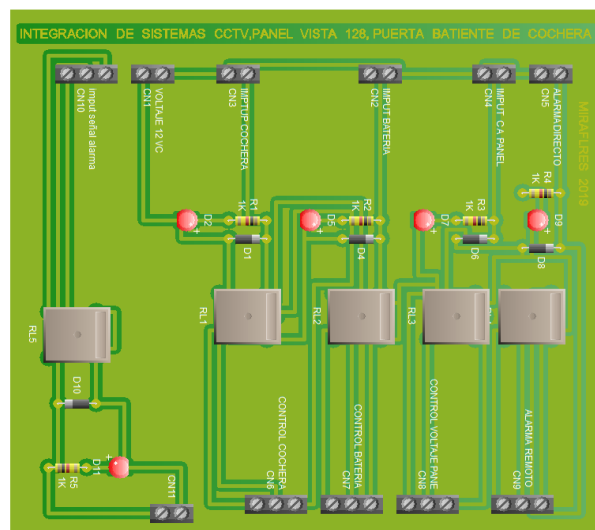 INTEGRACION DE SISTEMAS CCTV,PANEL VISTA 128, PUERTA BATIENTE DE COCHERA
CN10
imput señal alarma
CN1
VOLTAJE 12 VC
CN3
IMPTUP COCHERA
CN2
IMPUT BATERIA
CN4
IMPUT C A PANEL
CN5
ALARMA DIRECTO
MIRAFLRES 2019
D2
R1
1K
D1
D5
R2
1K
D4
D7
R3
1K
D6
R4
1K
D9
D8
RL5
RL1
RL2
RL3
D10
D11
R5
1K
CN11
CONTROL COCHERA
CN6
CONTROL BATERIA
CN7
CONTROL VOLTAJE PANE
CN8
ALARMA REMOTO
CN9